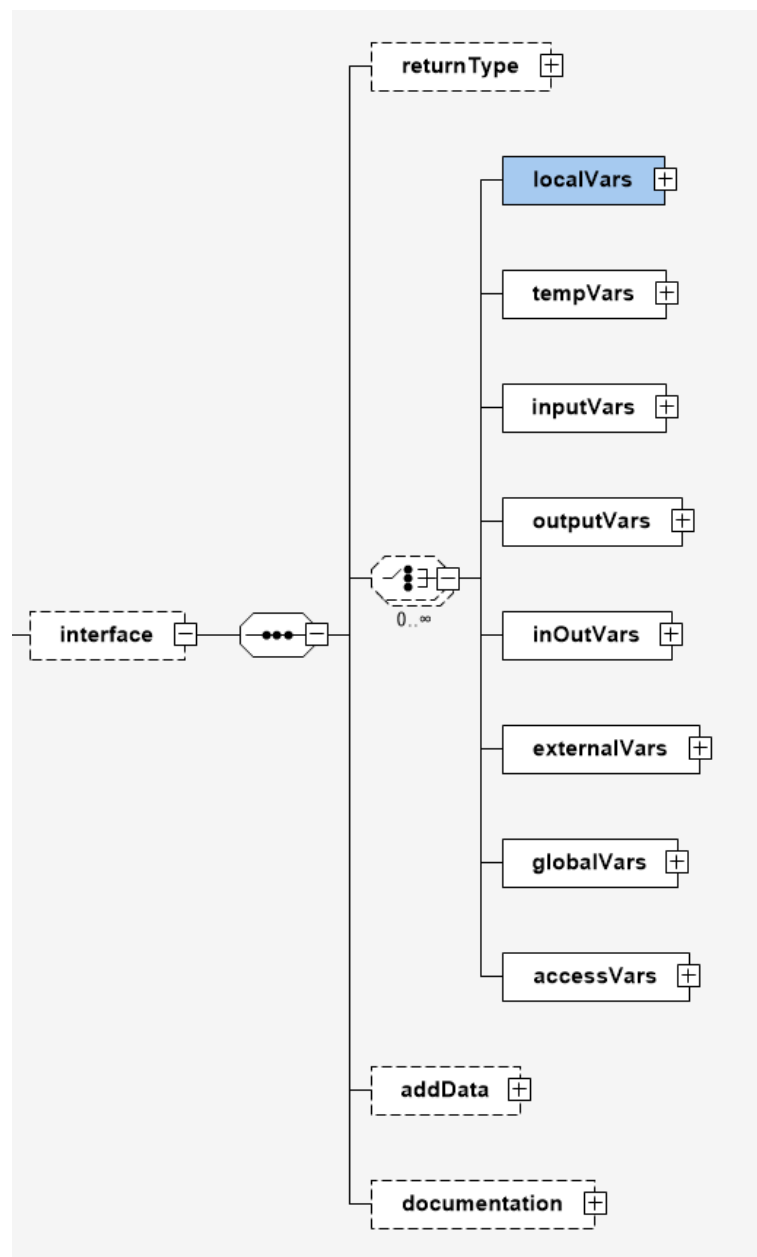 returnType
localVars
tempVars
inputVars
outputVars
0..∞
interface
inOutVars
externalVars
globalVars
accessVars
addData
documentation